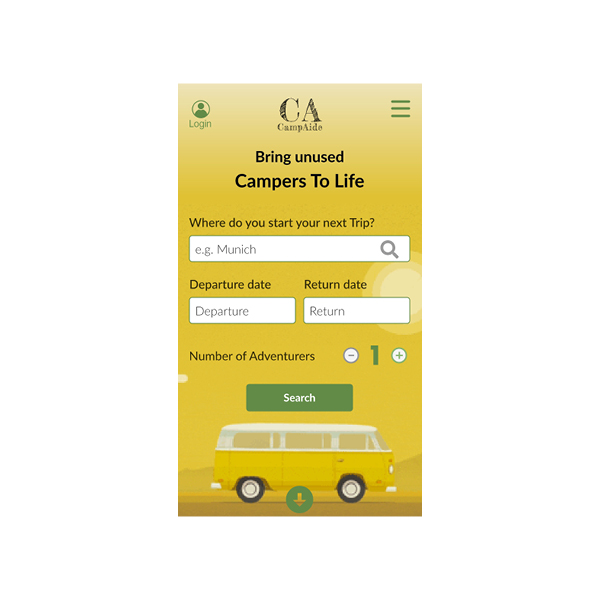 CA
CampAide
Login
Bring unused
Campers To Life
Where do you start your next Trip?
e.g. Munich
Departure date Return date
Departure Return
Number of Adventurers 1
Search